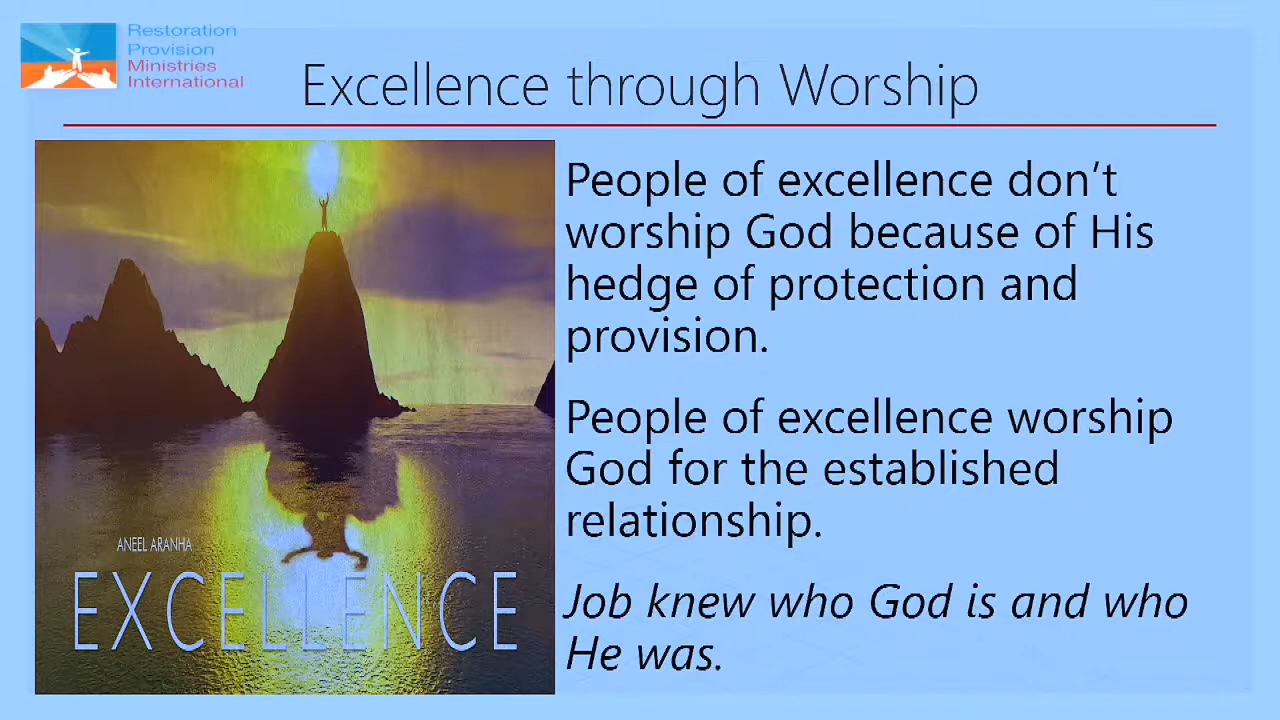 Restoration
Provision
Ministries
International
Excellence through Worship
People of excellence don’t
worship God because of His
hedge of protection and
provision.
People of excellence worship
God for the established
relationship.
Job knew who God is and who
He was.
ANEEL ARANHA
EXCELLENCE